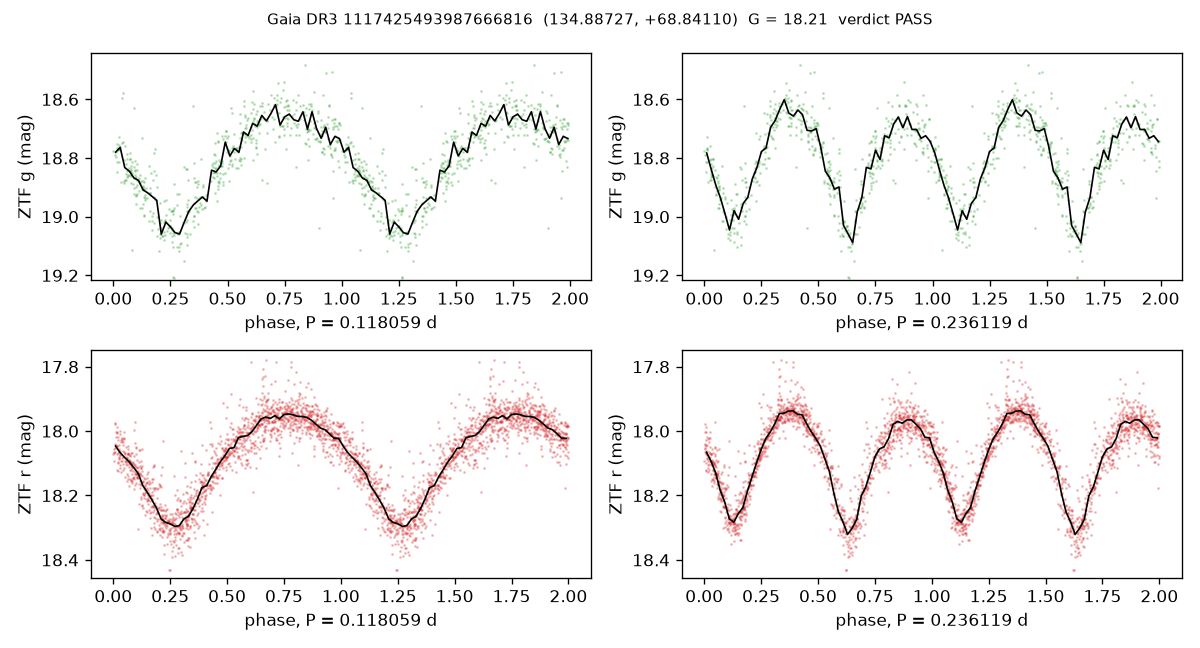 Gaia DR3 1117425493987666816 (134.88727, +68.84110) G = 18.21 verdict PASS
ZTF g (mag)
18.6
18.8
19.0
19.2
0.00 0.25 0.50 0.75 1.00 1.25 1.50 1.75 2.00
phase, P = 0.118059 d
ZTF g (mag)
18.6
18.8
19.0
19.2
0.00 0.25 0.50 0.75 1.00 1.25 1.50 1.75 2.00
phase, P = 0.236119 d
ZTF r (mag)
17.8
18.0
18.2
18.4
0.00 0.25 0.50 0.75 1.00 1.25 1.50 1.75 2.00
phase, P = 0.118059 d
ZTF r (mag)
17.8
18.0
18.2
18.4
0.00 0.25 0.50 0.75 1.00 1.25 1.50 1.75 2.00
phase, P = 0.236119 d